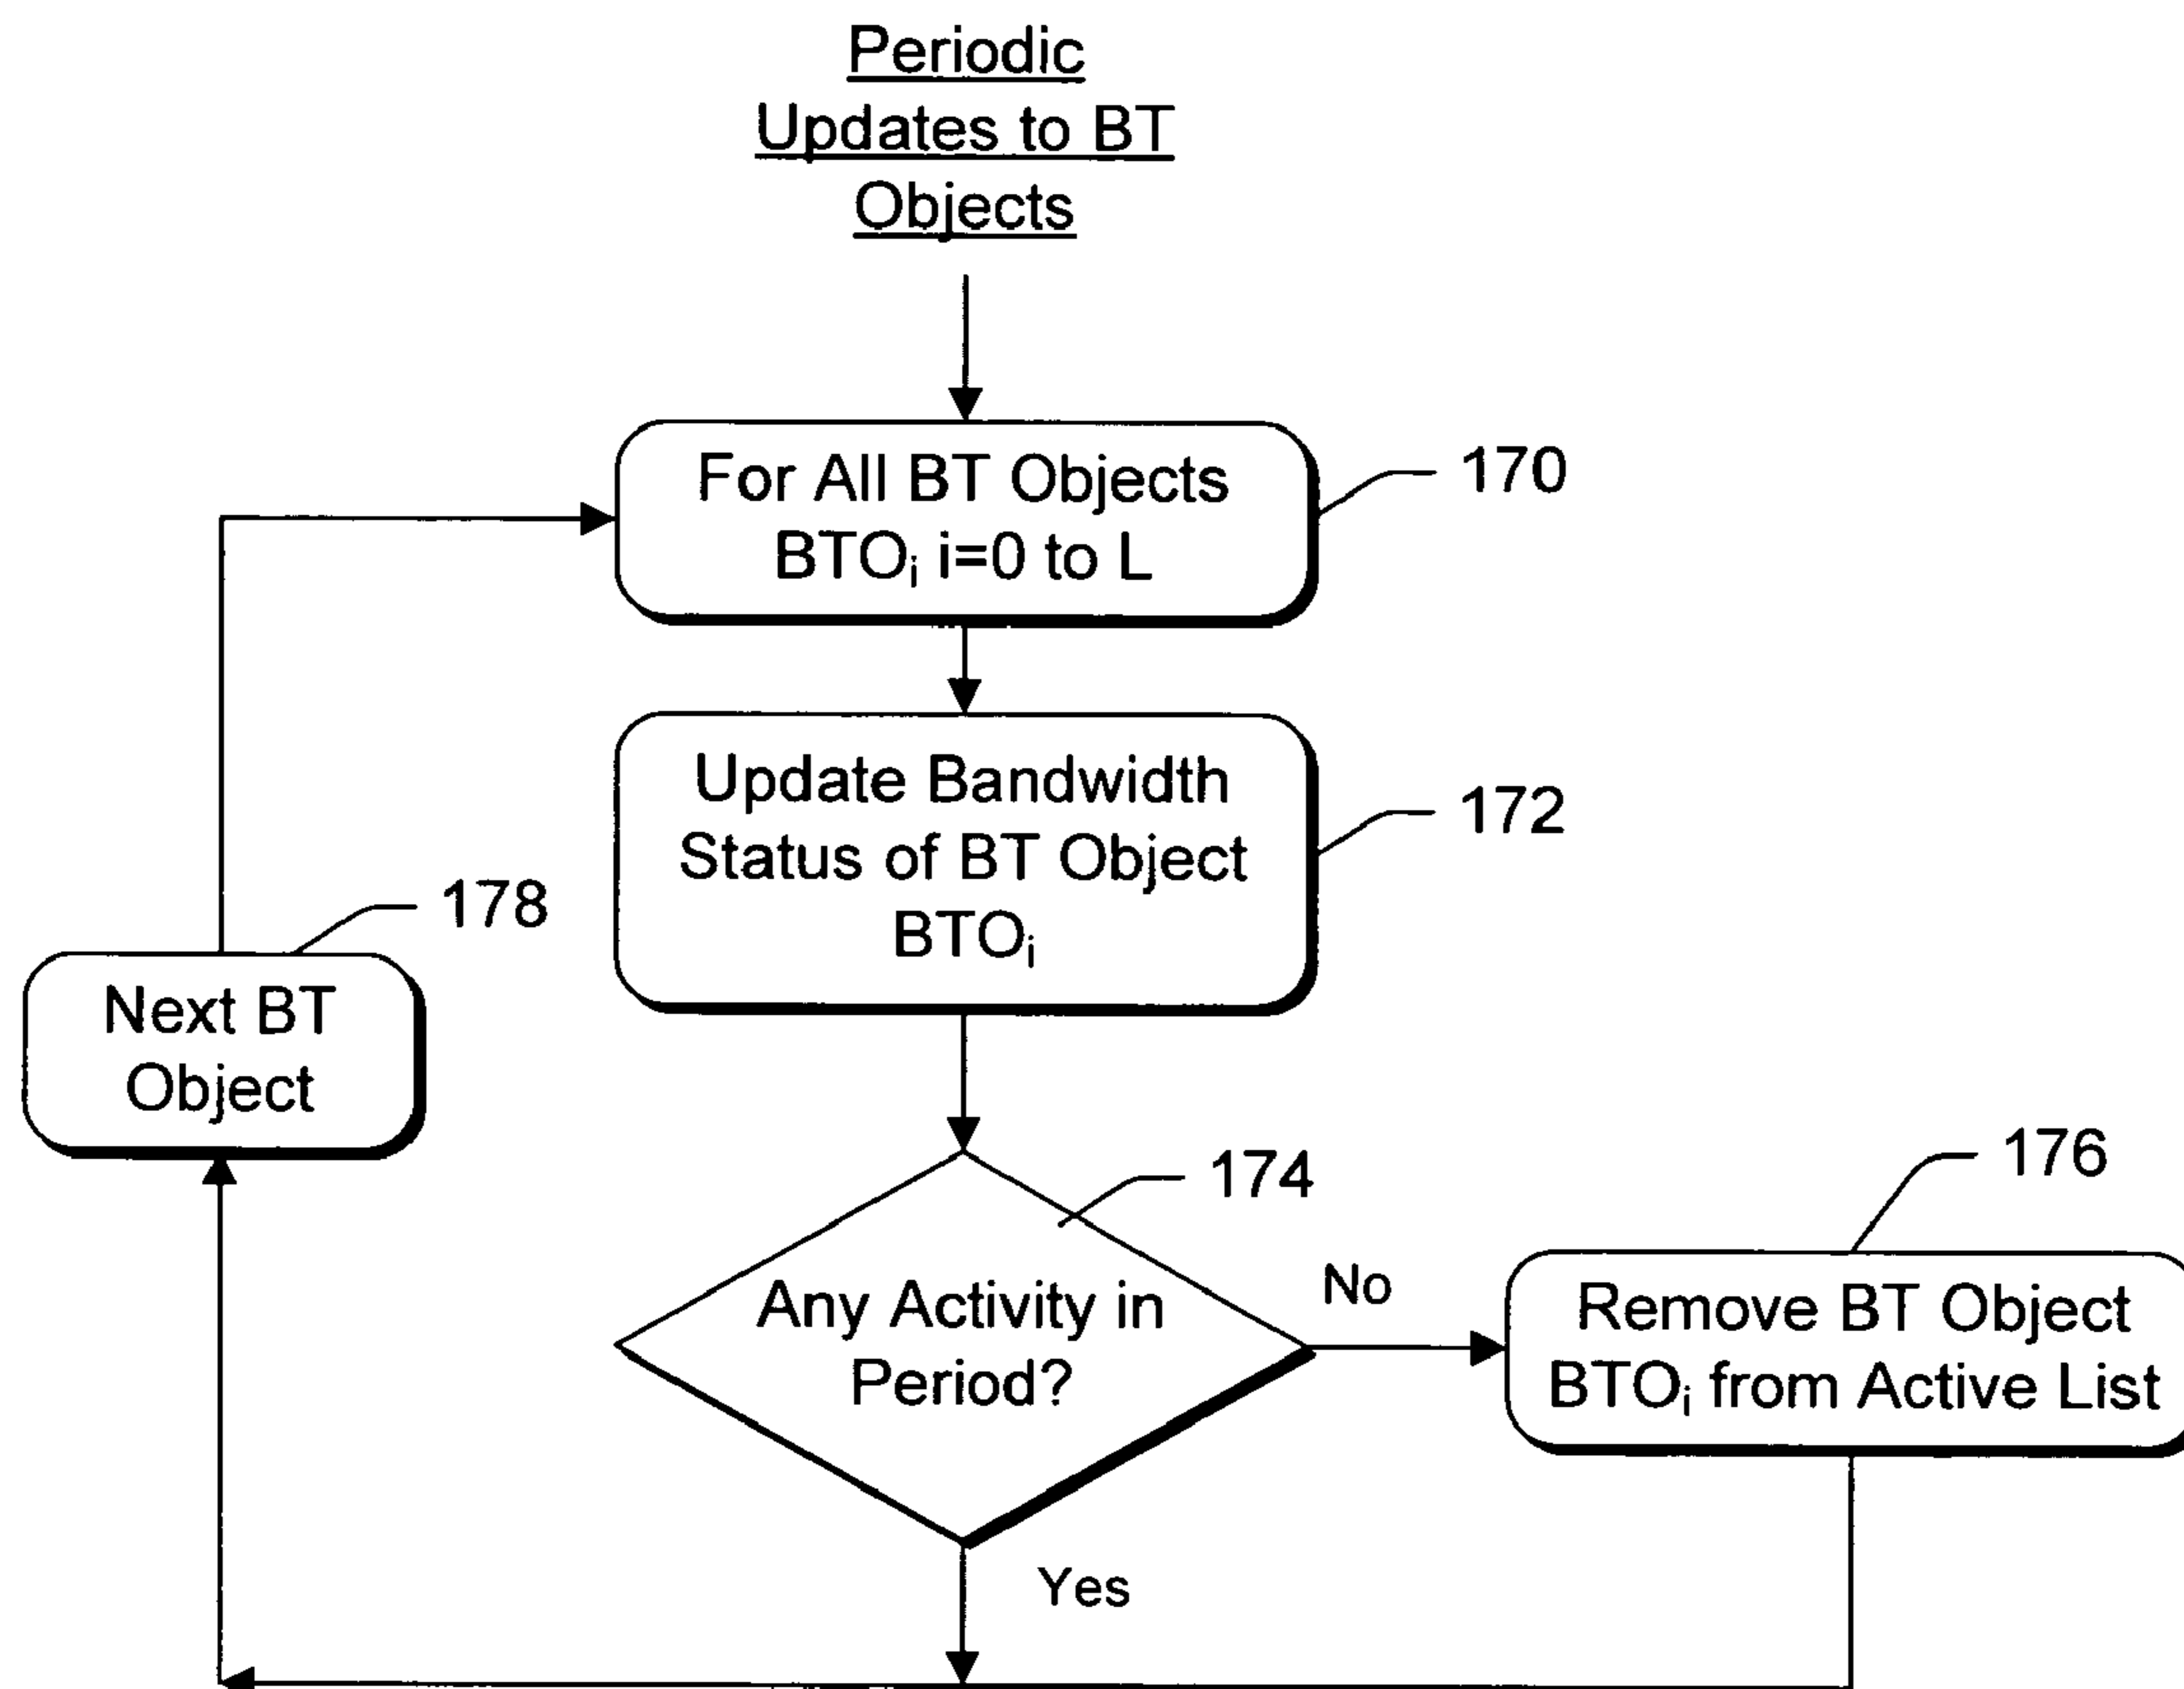 Periodic
Updates to BT
Objects
For All BT Objects
BTOi i=0 to L
170
Update Bandwidth
Status of BT Object
BTOi
172
178
Next BT
Object
174
Any Activity in
Period?
No
176
Remove BT Object
BTOi from Active List
Yes